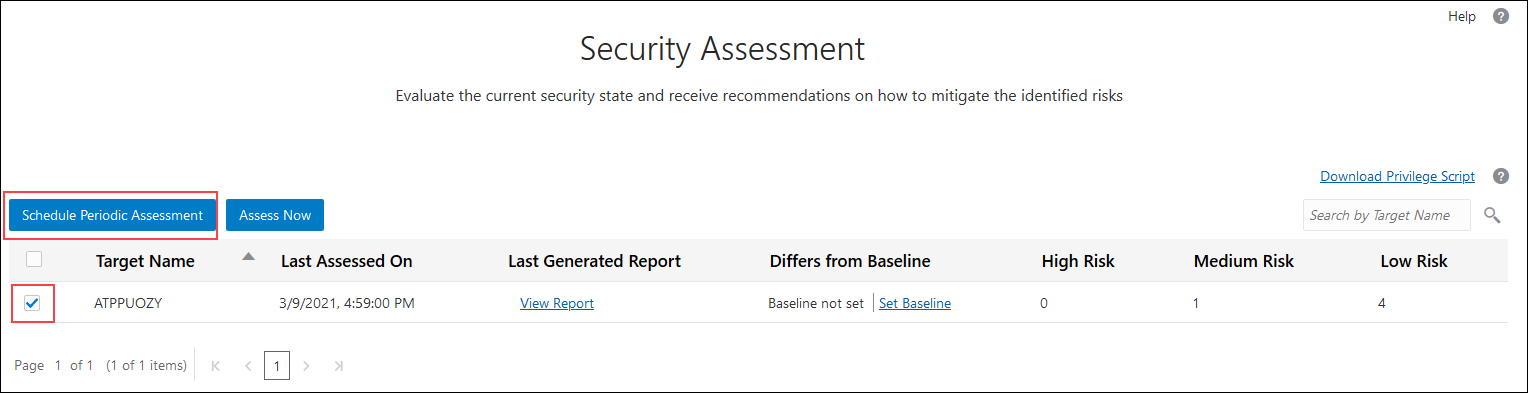 Help
Security Assessment
Evaluate the current security state and receive recommendations on how to mitigate the identified risks
Download Privilege Script
Schedule Periodic Assessment Assess Now Search by Target Name
Target Name Last Assessed On Last Generated Report Differs from Baseline High Risk Medium Risk Low Risk
ATPPUOZY 3/9/2021, 4:59:00 PM View Report Baseline not set Set Baseline 0 1 4
Page 1 of 1 (1 of 1 items) 1